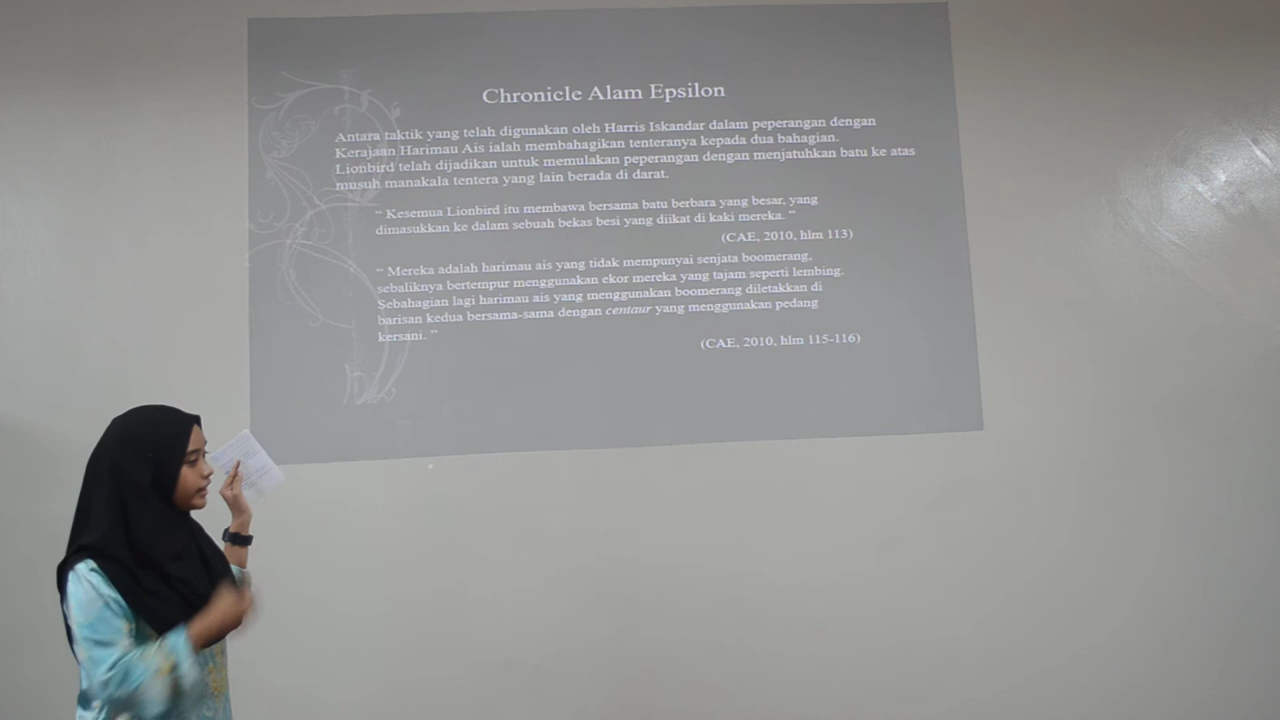 Chronicle Alam Epsilon
Antara taktik yang telah digunakan oleh Harris Iskandar dalam peperangan dengan
Kerajaan Harimau Ais ialah membahagikan tenteranya kepada dua bahagian.
Lionbird telah dijadikan untuk memulakan peperangan dengan menjatuhkan batu ke atas
musuh manakala tentera yang lain berada di darat.
“ Kesemua Lionbird itu membawa bersama batu berbara yang besar, yang
dimasukkan ke dalam sebuah bekas besi yang diikat di kaki mereka. ”
(CAE, 2010, hlm 113)
“ Mereka adalah harimau ais yang tidak mempunyai senjata boomerang,
sebaliknya bertempur menggunakan ekor mereka yang tajam seperti lembing.
Sebahagian lagi harimau ais yang menggunakan boomerang diletakkan di
barisan kedua bersama-sama dengan centaur yang menggunakan pedang
kersani. ”
(CAE, 2010, hlm 115-116)